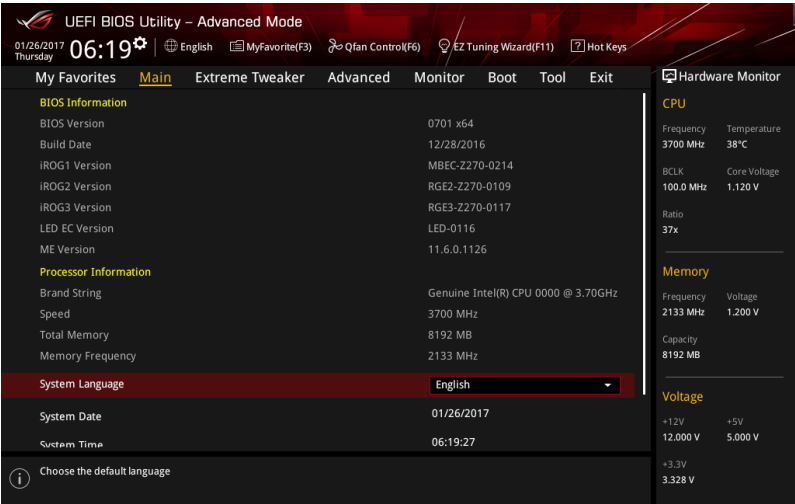 UEFI BIOS Utility – Advanced Mode
01/26/2017 Thursday 06:19 English MyFavorite(F3) Qfan Control(F6) EZ Tuning Wizard(F11) ? Hot Keys
My Favorites Main Extreme Tweaker Advanced Monitor Boot Tool Exit
BIOS Information
BIOS Version 0701 x64
Build Date 12/28/2016
iROG1 Version MBEC-Z270-0214
iROG2 Version RGE2-Z270-0109
iROG3 Version RGE3-Z270-0117
LED EC Version LED-0116
ME Version 11.6.0.1126
Processor Information
Brand String Genuine Intel(R) CPU 0000 @ 3.70GHz
Speed 3700 MHz
Total Memory 8192 MB
Memory Frequency 2133 MHz
System Language English
System Date 01/26/2017
System Time 06:19:27
i Choose the default language
Hardware Monitor
CPU
Frequency Temperature
3700 MHz 38°C
BCLK Core Voltage
100.0 MHz 1.120 V
Ratio
37x
Memory
Frequency Voltage
2133 MHz 1.200 V
Capacity
8192 MB
Voltage
+12V +5V
12.000 V 5.000 V
+3.3V
3.328 V